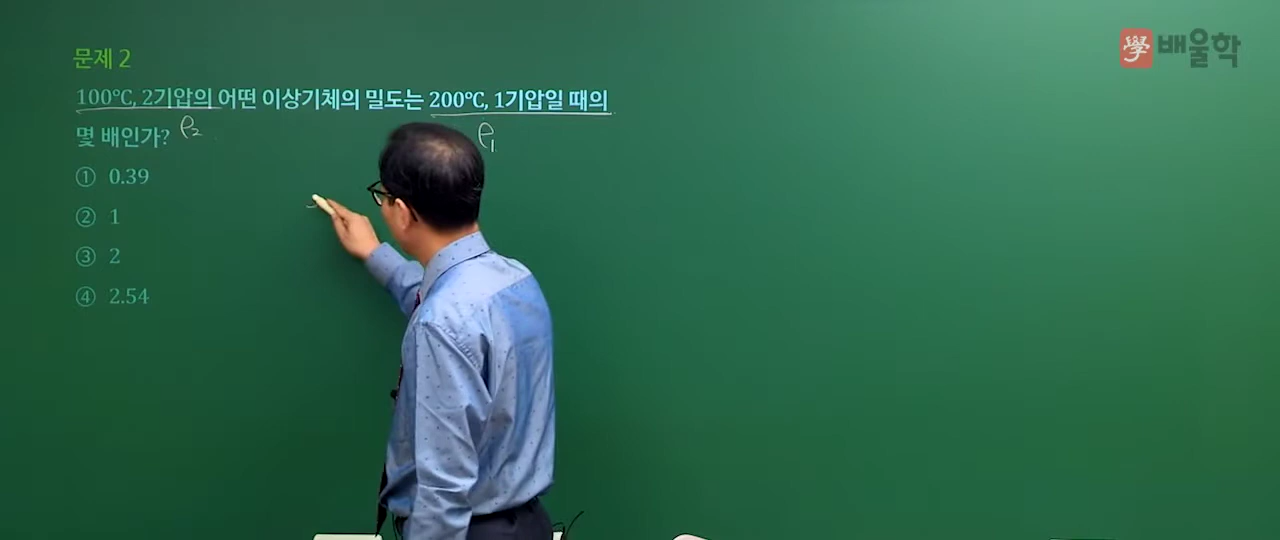 學 배울학
문제 2
100℃, 2기압의 어떤 이상기체의 밀도는 200℃, 1기압일 때의
몇 배인가?
ρ₂
ρ₁
① 0.39
② 1
③ 2
④ 2.54